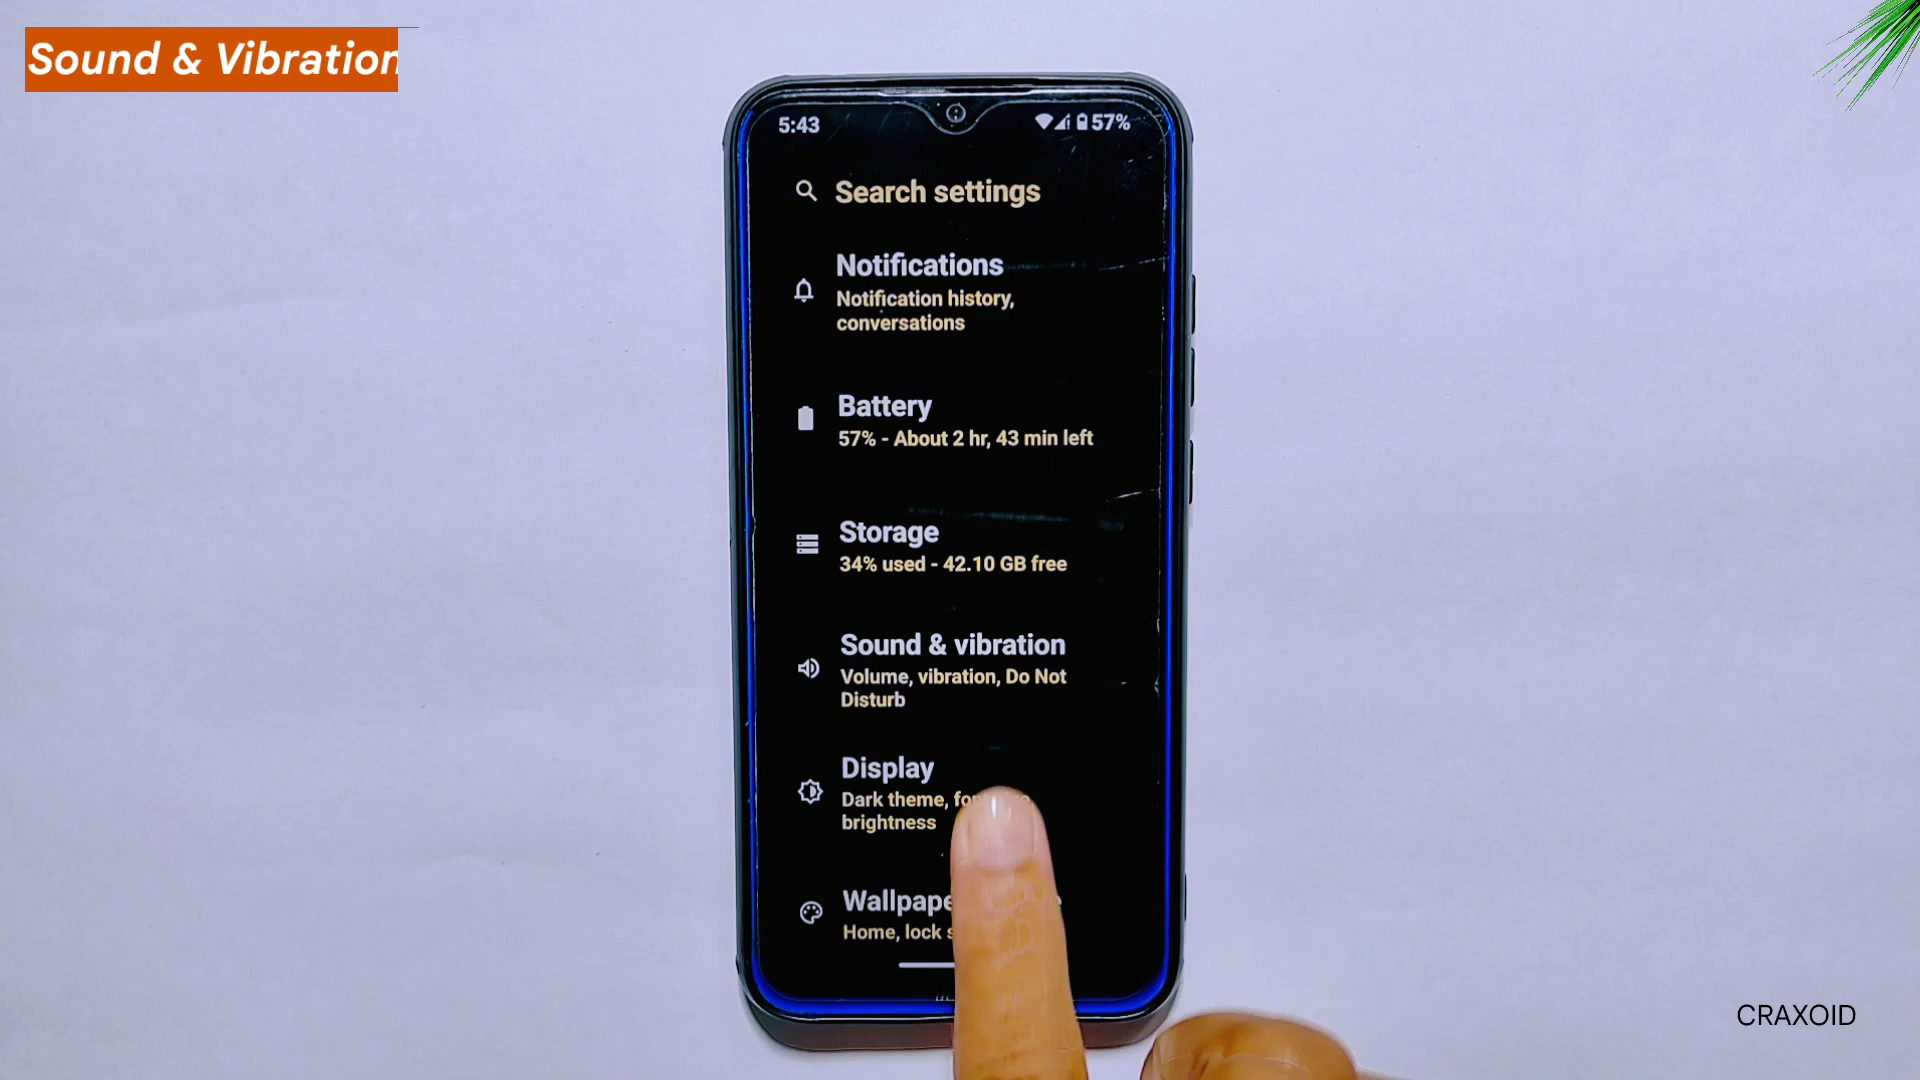 Sound & Vibration
5:43
57%
Search settings
Notifications
Notification history,
conversations
Battery
57% - About 2 hr, 43 min left
Storage
34% used - 42.10 GB free
Sound & vibration
Volume, vibration, Do Not
Disturb
Display
Dark theme,
brightness
Home, lock
CRAXOID